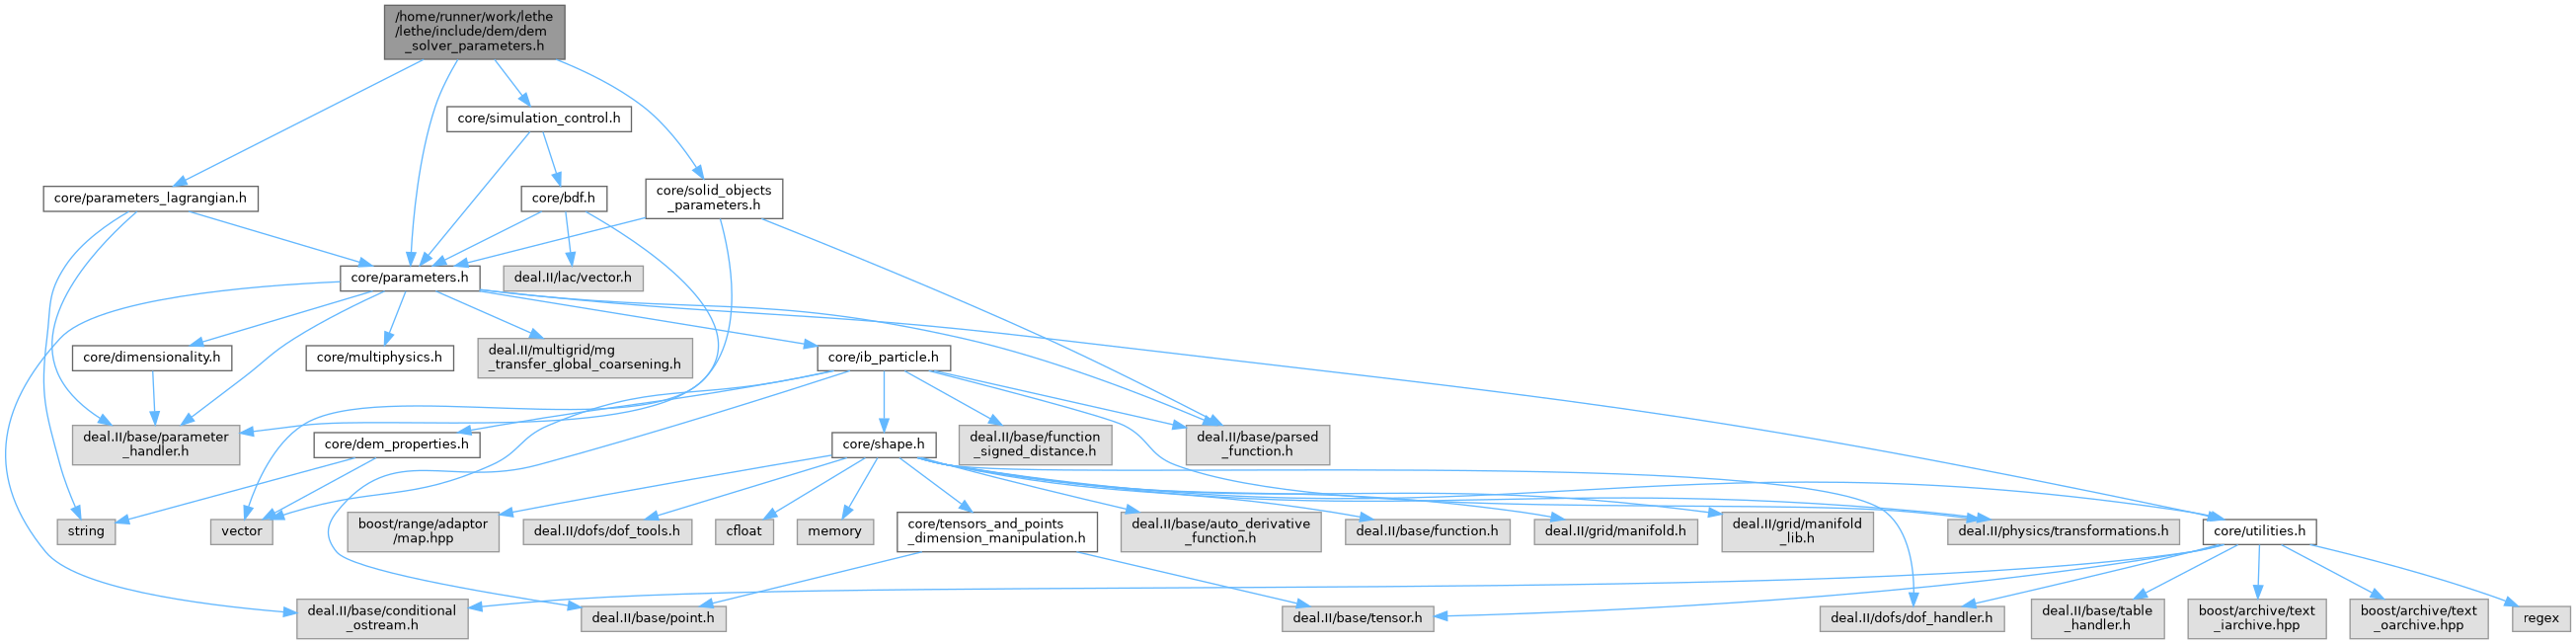 /home/runner/work/lethe
/lethe/include/dem/dem
_solver_parameters.h
core/simulation_control.h
core/parameters_lagrangian.h
core/bdf.h
core/solid_objects
_parameters.h
core/parameters.h
deal.II/lac/vector.h
core/dimensionality.h
core/multiphysics.h
deal.II/multigrid/mg
_transfer_global_coarsening.h
core/ib_particle.h
deal.II/base/parameter
_handler.h
core/dem_properties.h
core/shape.h
deal.II/base/function
_signed_distance.h
deal.II/base/parsed
_function.h
string
vector
boost/range/adaptor
/map.hpp
deal.II/dofs/dof_tools.h
cfloat
memory
core/tensors_and_points
_dimension_manipulation.h
deal.II/base/auto_derivative
_function.h
deal.II/base/function.h
deal.II/grid/manifold.h
deal.II/grid/manifold
_lib.h
deal.II/physics/transformations.h
core/utilities.h
deal.II/base/conditional
_ostream.h
deal.II/base/point.h
deal.II/base/tensor.h
deal.II/dofs/dof_handler.h
deal.II/base/table
_handler.h
boost/archive/text
_iarchive.hpp
boost/archive/text
_oarchive.hpp
regex